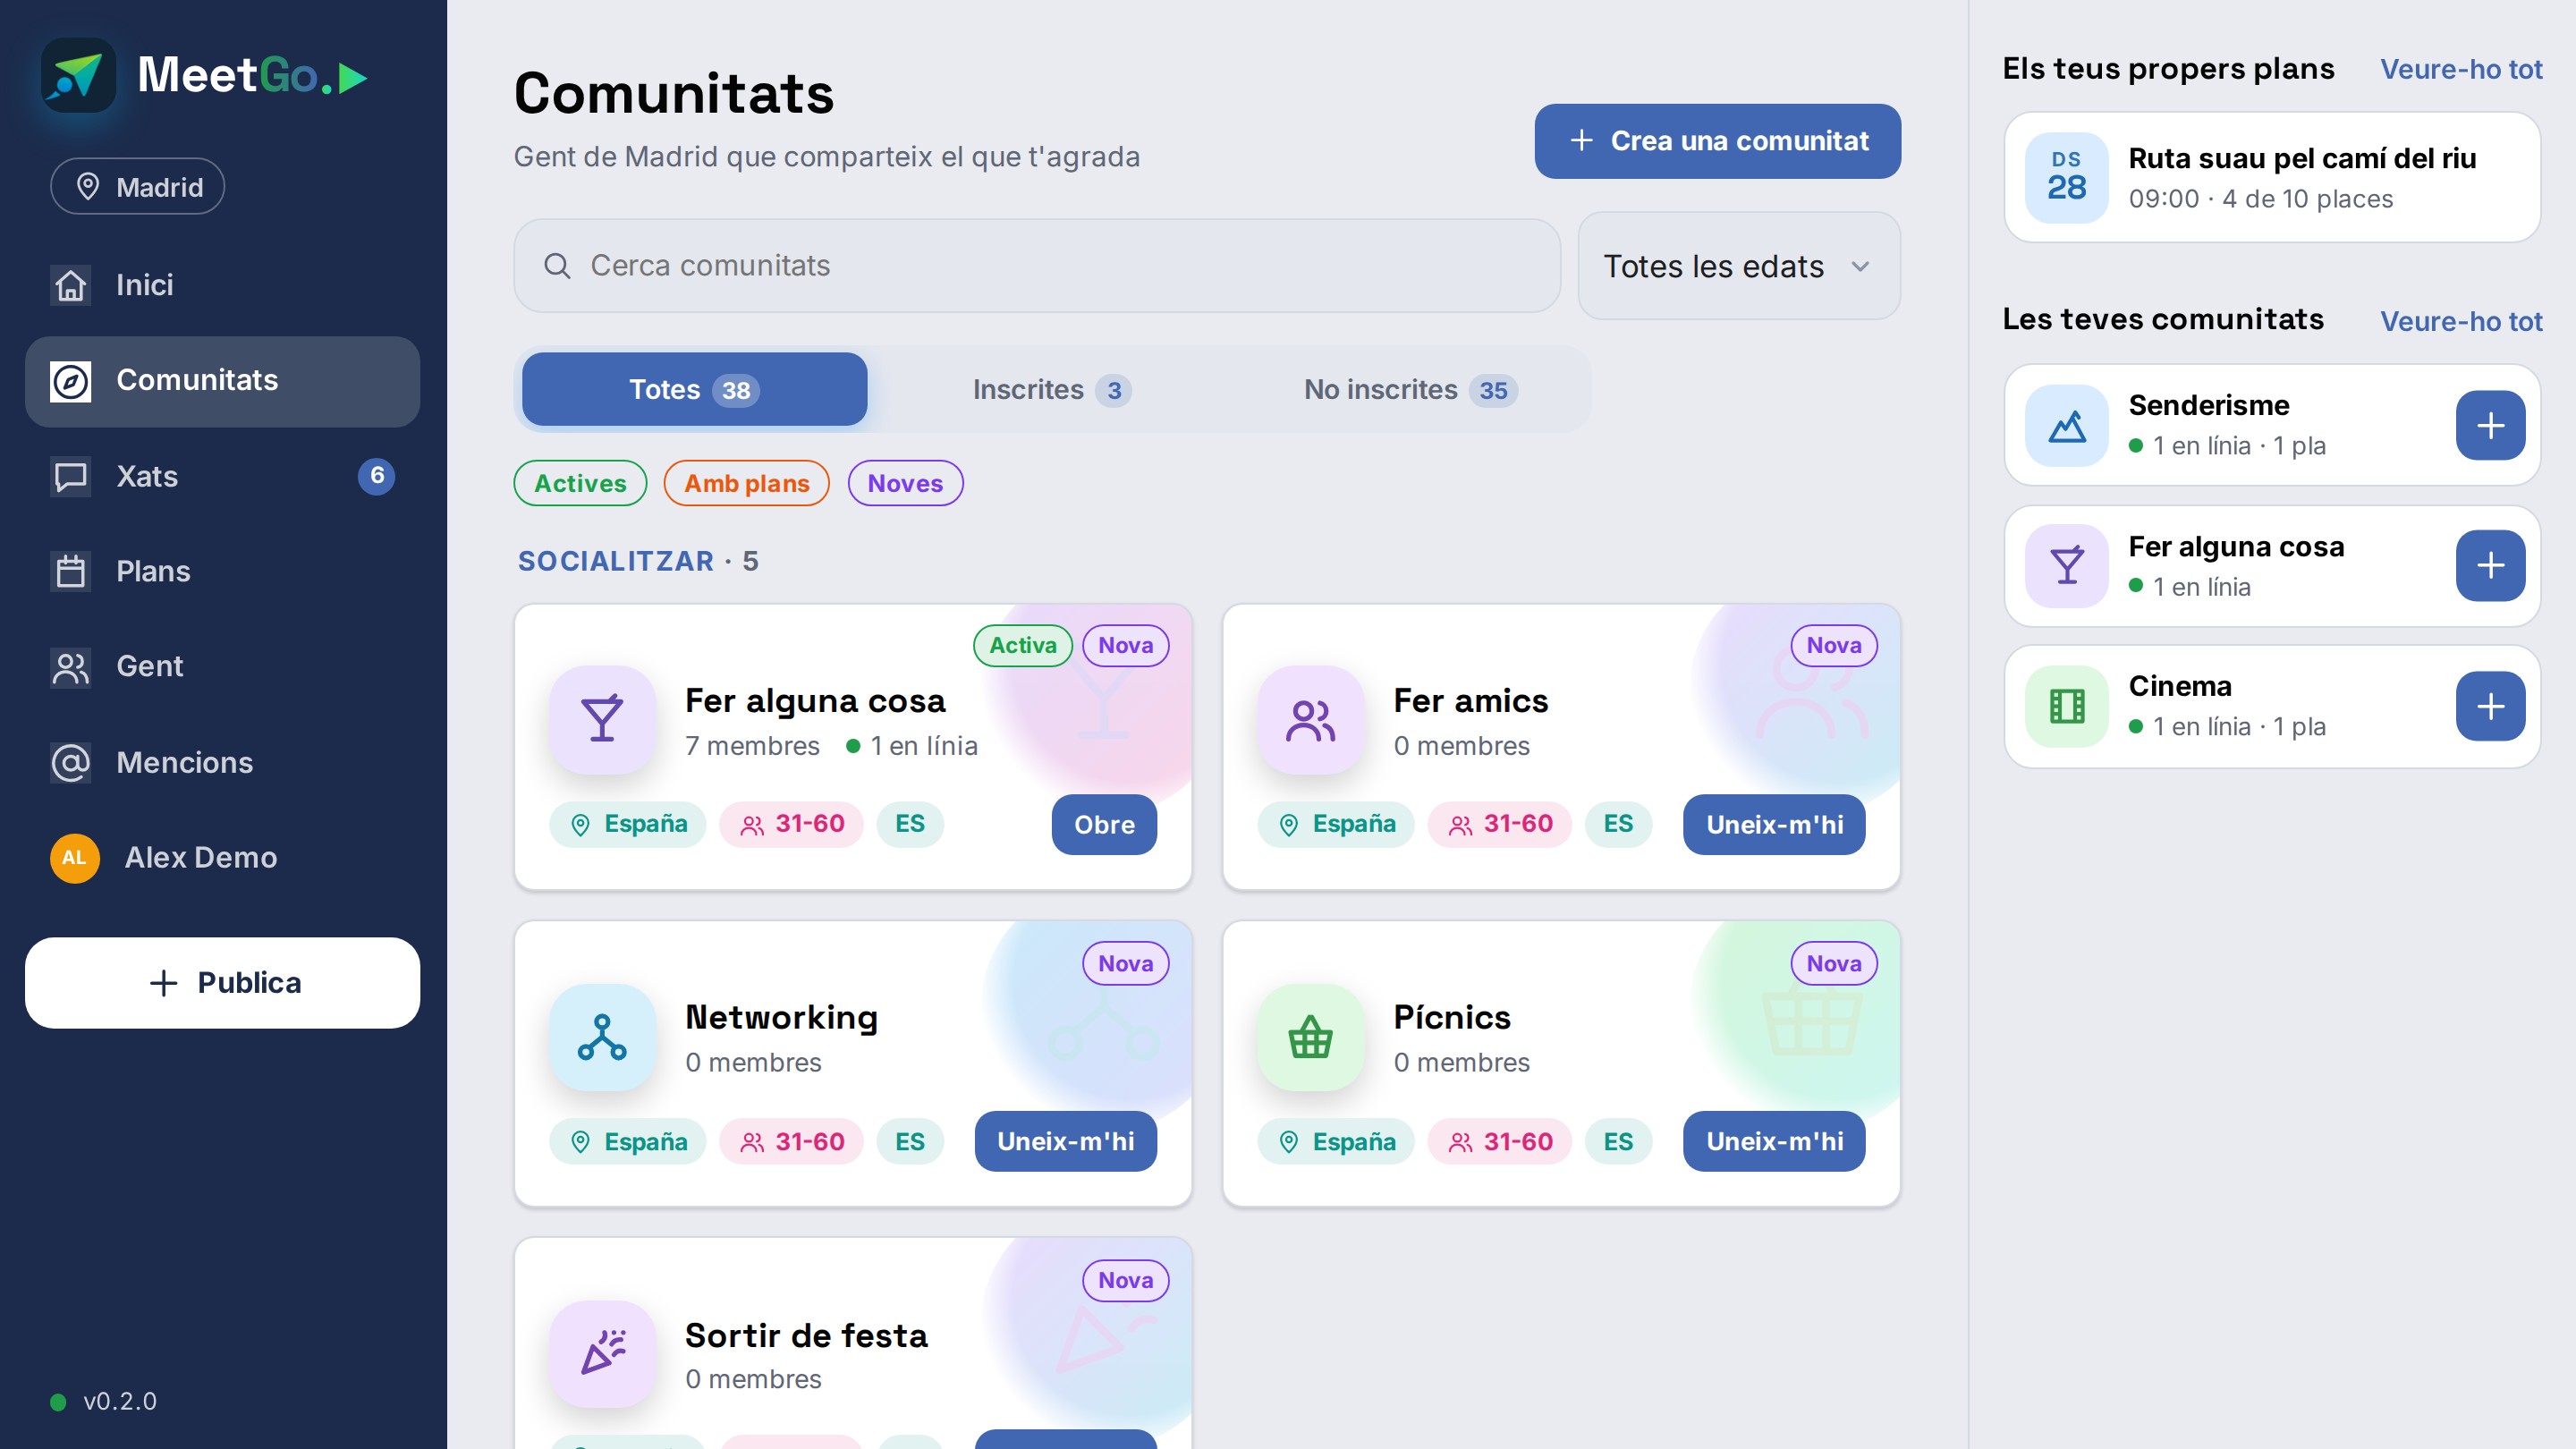 MeetGo.
Madrid
Inici
Comunitats
Xats 6
Plans
Gent
@ Mencions
AL Alex Demo
+ Publica
v0.2.0
Comunitats
Gent de Madrid que comparteix el que t'agrada
+ Crea una comunitat
Cerca comunitats
Totes les edats
Totes 38
Inscrites 3
No inscrites 35
Actives
Amb plans
Noves
SOCIALITZAR · 5
Activa
Nova
Fer alguna cosa
7 membres 1 en línia
España 31-60 ES Obre
Nova
Fer amics
0 membres
España 31-60 ES Uneix-m'hi
Nova
Networking
0 membres
España 31-60 ES Uneix-m'hi
Nova
Pícnics
0 membres
España 31-60 ES Uneix-m'hi
Nova
Sortir de festa
0 membres
Els teus propers plans Veure-ho tot
DS
28
Ruta suau pel camí del riu
09:00 · 4 de 10 places
Les teves comunitats Veure-ho tot
Senderisme
1 en línia · 1 pla
Fer alguna cosa
1 en línia
Cinema
1 en línia · 1 pla